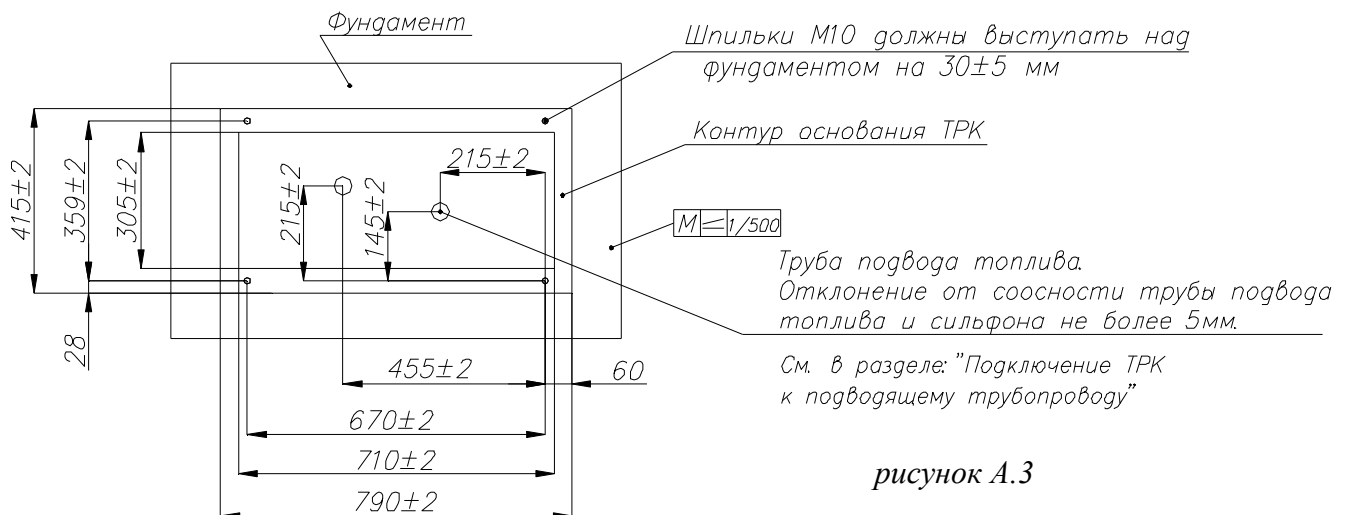 Фундамент
Шпильки М10 должны выступать над
фундаментом на 30±5 мм
Контур основания ТРК
215±2
415±2
359±2
305±2
215±2
145±2
М 1/500
Труба подвода топлива.
Отклонение от соосности трубы подвода
топлива и сильфона не более 5мм.
28
455±2
60
См. в разделе: "Подключение ТРК
к подводящему трубопроводу"
670±2
710±2
рисунок А.3
790±2